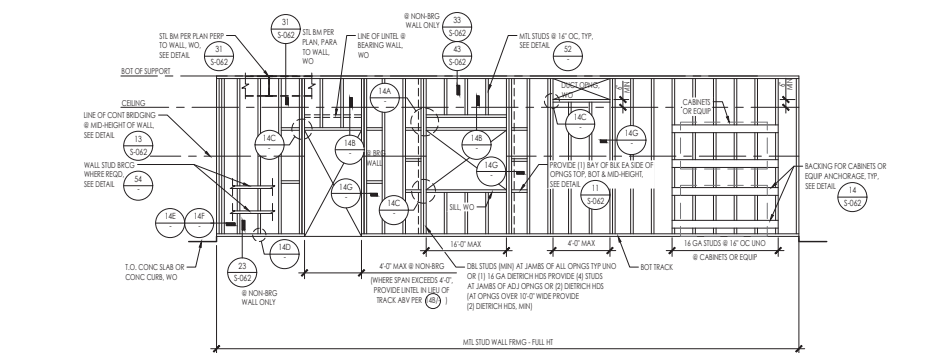 STL BM PER PLAN PERP
TO WALL, WO,
SEE DETAIL
31
S-062
31
S-062
STL BM PER
PLAN, PARA
TO WALL,
WO
LINE OF LINTEL @
BEARING WALL,
WO
@ NON-BRG
WALL ONLY
33
S-062
43
S-062
MTL STUDS @ 16" OC, TYP,
SEE DETAIL
52
-
BOT OF SUPPORT
CEILING
LINE OF CONT BRIDGING
@ MID-HEIGHT OF WALL,
SEE DETAIL
13
S-062
WALL STUD BRCG
WHERE REQD,
SEE DETAIL
54
-
14E
-
14F
-
T.O. CONC SLAB OR
CONC CURB, WO
23
S-062
@ NON-BRG
WALL ONLY
14D
-
14C
-
14A
-
14B
-
@ BRG
WALL
14G
-
14C
-
14B
-
14G
-
SILL, WO
DUCT OPNG,
WO
14C
-
14G
-
6"
MIN
6"
MIN
PROVIDE (1) BAY OF BLK EA SIDE OF
OPNGS TOP, BOT & MID-HEIGHT,
SEE DETAIL
11
S-062
CABINETS
OR EQUIP
BACKING FOR CABINETS OR
EQUIP ANCHORAGE, TYP,
SEE DETAIL
14
S-062
16'-0" MAX
4'-0" MAX
16 GA STUDS @ 16" OC UNO
@ CABINETS OR EQUIP
BOT TRACK
4'-0" MAX @ NON-BRG
(WHERE SPAN EXCEEDS 4'-0",
PROVIDE LINTEL IN LIEU OF
TRACK ABV PER 14B/- )
DBL STUDS (MIN) AT JAMBS OF ALL OPNGS TYP UNO
OR (1) 16 GA DIETRICH HDS PROVIDE (4) STUDS
AT JAMBS OF ADJ OPNGS OR (2) DIETRICH HDS
(AT OPNGS OVER 10'-0" WIDE PROVIDE
(2) DIETRICH HDS, MIN)
MTL STUD WALL FRMG - FULL HT